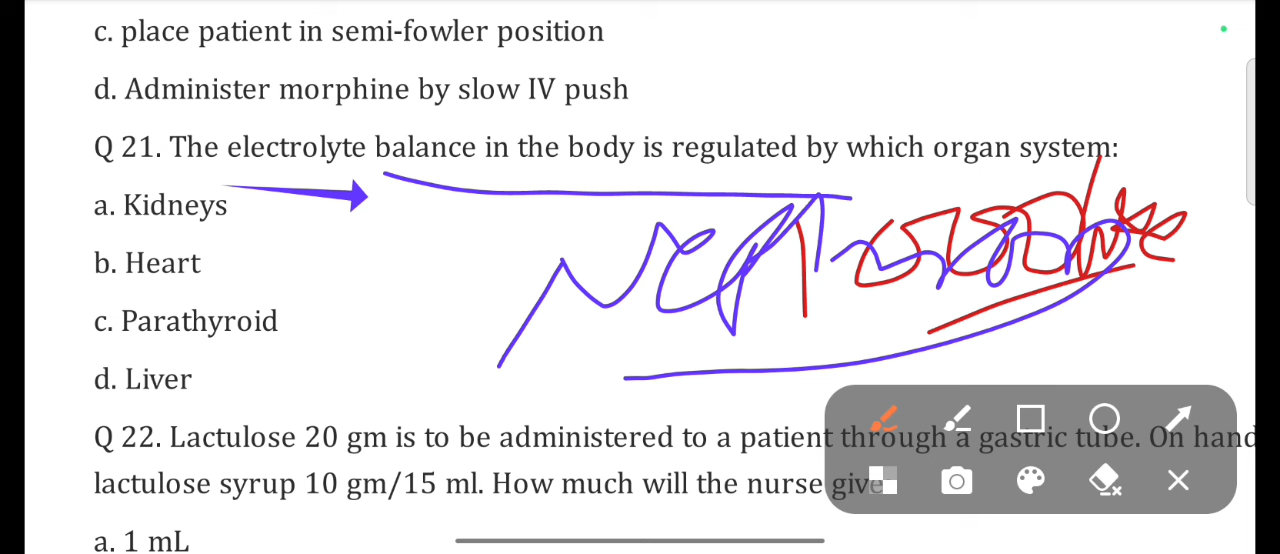 c. place patient in semi-fowler position
d. Administer morphine by slow IV push
Q 21. The electrolyte balance in the body is regulated by which organ system:
a. Kidneys
b. Heart
c. Parathyroid
d. Liver
Q 22. Lactulose 20 gm is to be administered to a patient through a gastric tube. On hand
lactulose syrup 10 gm/15 ml. How much will the nurse give
a. 1 mL